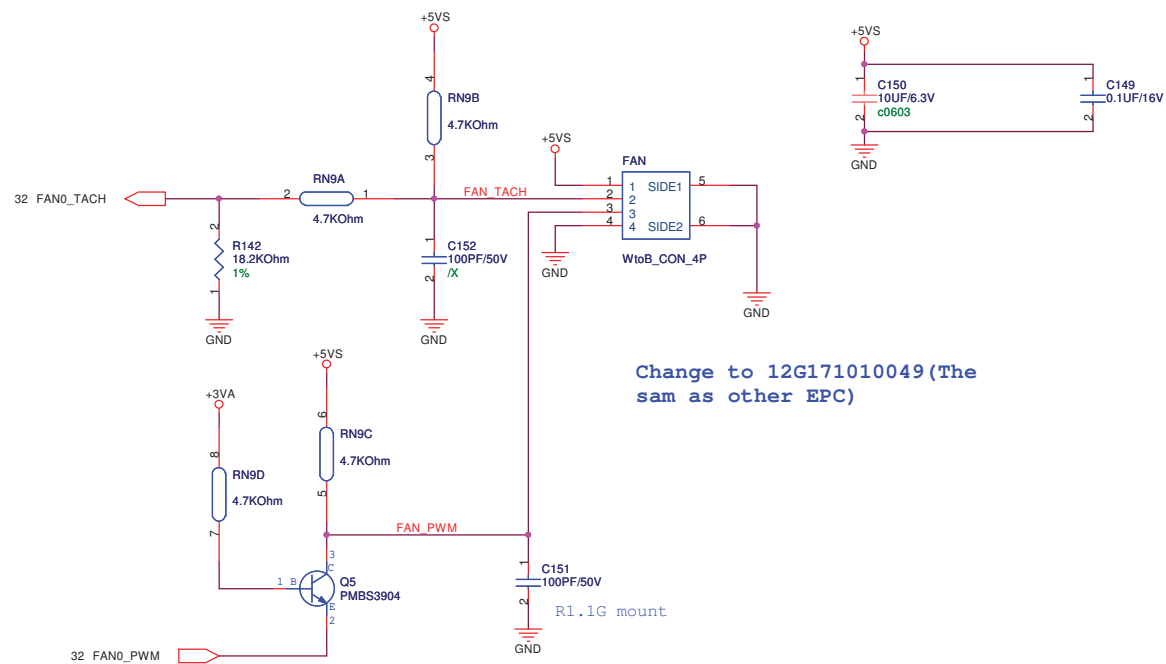 +5VS
4
RN9B
4.7KOhm
3
+5VS
1
C150
10UF/6.3V
c0603
2
GND
1
C149
0.1UF/16V
2
+5VS
FAN
1
2
3
4
1
2
3
4
SIDE1
SIDE2
5
6
WtoB_CON_4P
GND
GND
32 FAN0_TACH
2
RN9A
1
4.7KOhm
FAN_TACH
2
R142
18.2KOhm
1%
1
GND
1
C152
100PF/50V
/X
2
GND
Change to 12G171010049(The
sam as other EPC)
+5VS
6
RN9C
4.7KOhm
5
+3VA
8
RN9D
4.7KOhm
7
FAN_PWM
3
C
1 B
Q5
PMBS3904
E
2
1
C151
100PF/50V
2
R1.1G mount
GND
32 FAN0_PWM